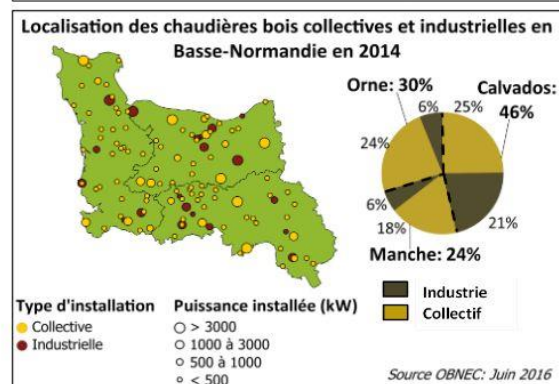 Localisation des chaudières bois collectives et industrielles en
Basse-Normandie en 2014
Orne: 30%
Calvados:
46%
6%
25%
24%
21%
6%
18%
Manche: 24%
Industrie
Collectif
Type d'installation
Collective
Industrielle
Puissance installée (kW)
> 3000
1000 à 3000
500 à 1000
< 500
Source OBNEC: Juin 2016